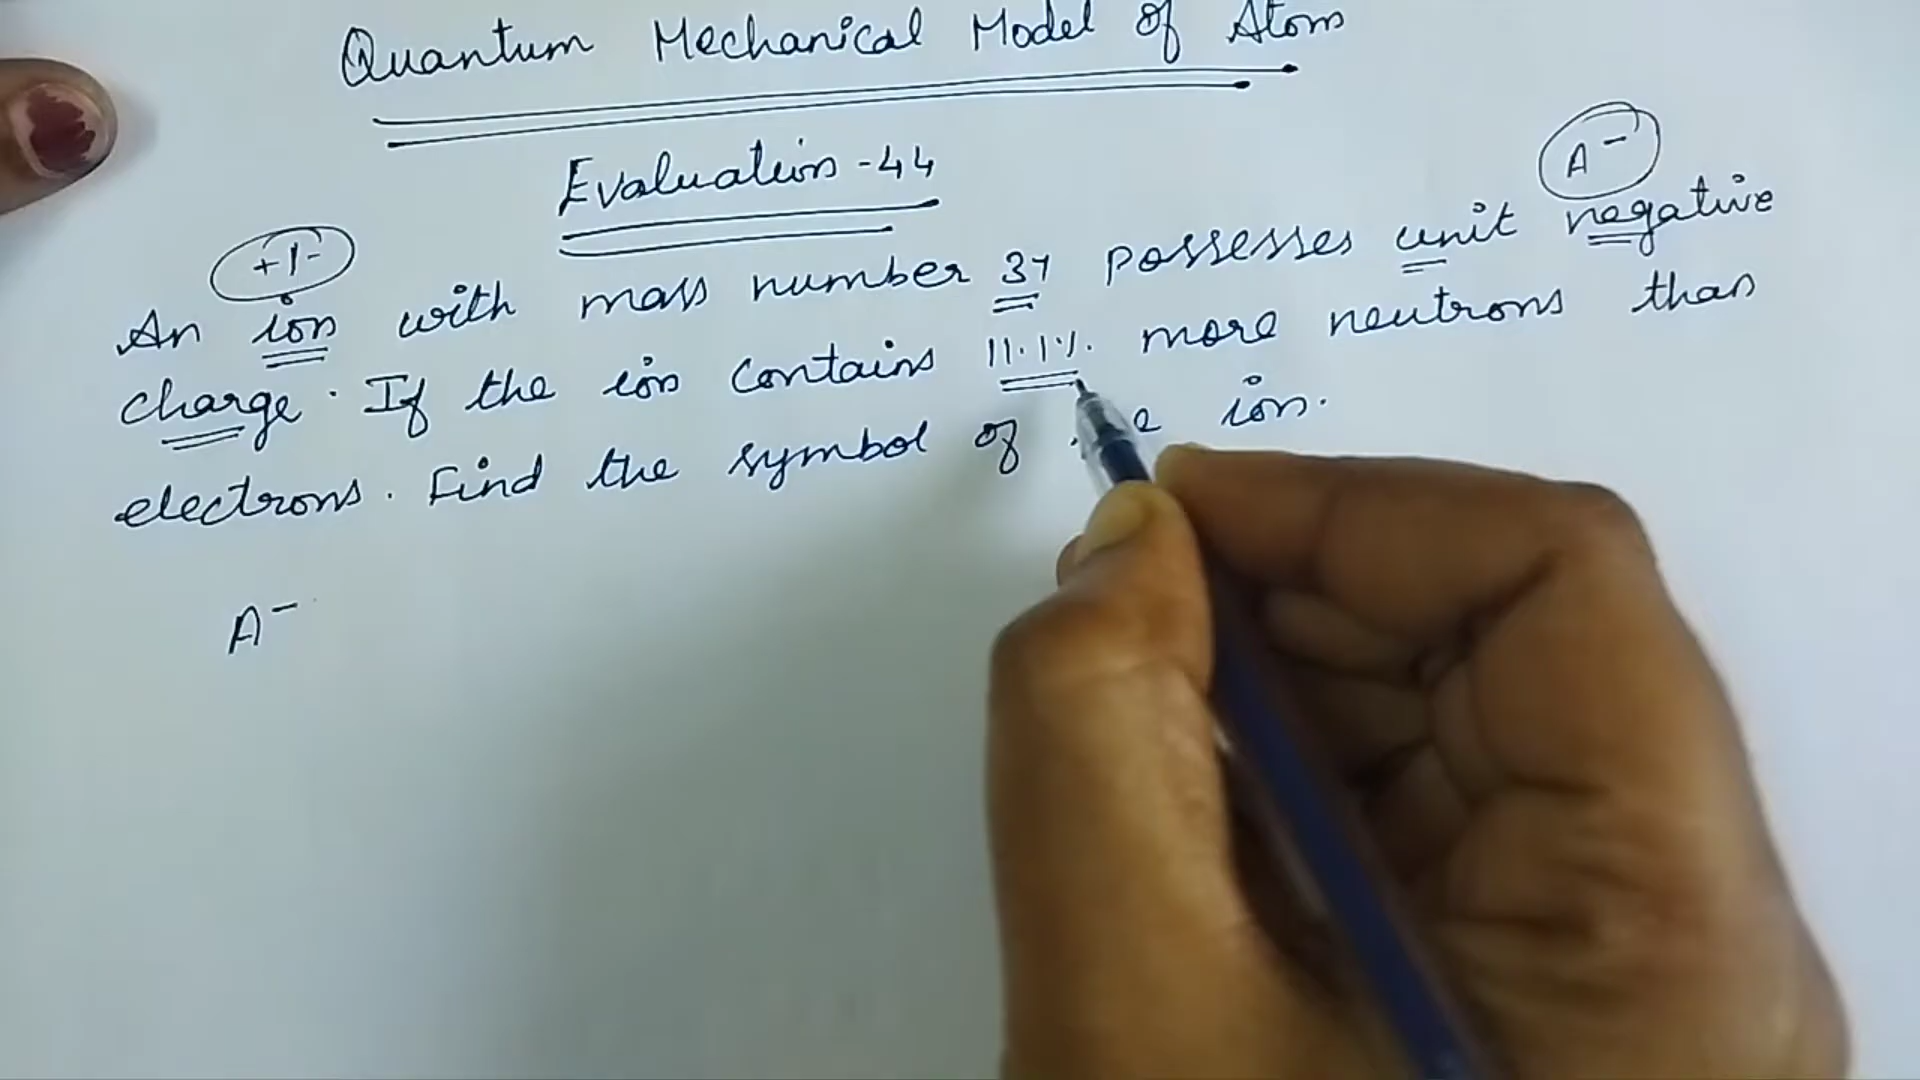 Quantum Mechanical Model of Atom
Evaluation-44
A-
+/-
An ion with mass number 37 possesses unit negative
charge. If the ion contains 11.1%. more neutrons than
electrons. Find the symbol of ion.
A-